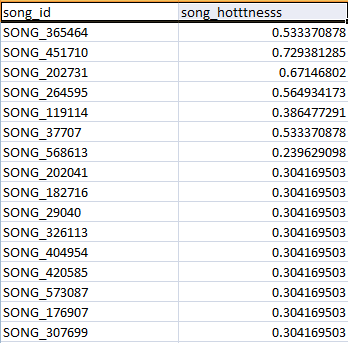 song_id song_hotttnesss
SONG_365464 0.533370878
SONG_451710 0.729381285
SONG_202731 0.67146802
SONG_264595 0.564934173
SONG_119114 0.386477291
SONG_37707 0.533370878
SONG_568613 0.239629098
SONG_202041 0.304169503
SONG_182716 0.304169503
SONG_29040 0.304169503
SONG_326113 0.304169503
SONG_404954 0.304169503
SONG_420585 0.304169503
SONG_573087 0.304169503
SONG_176907 0.304169503
SONG_307699 0.304169503